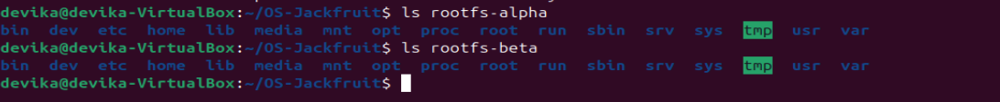 devika@devika-VirtualBox:~/OS-Jackfruit$ ls rootfs-alpha
bin dev etc home lib media mnt opt proc root run sbin srv sys tmp usr var
devika@devika-VirtualBox:~/OS-Jackfruit$ ls rootfs-beta
bin dev etc home lib media mnt opt proc root run sbin srv sys tmp usr var
devika@devika-VirtualBox:~/OS-Jackfruit$